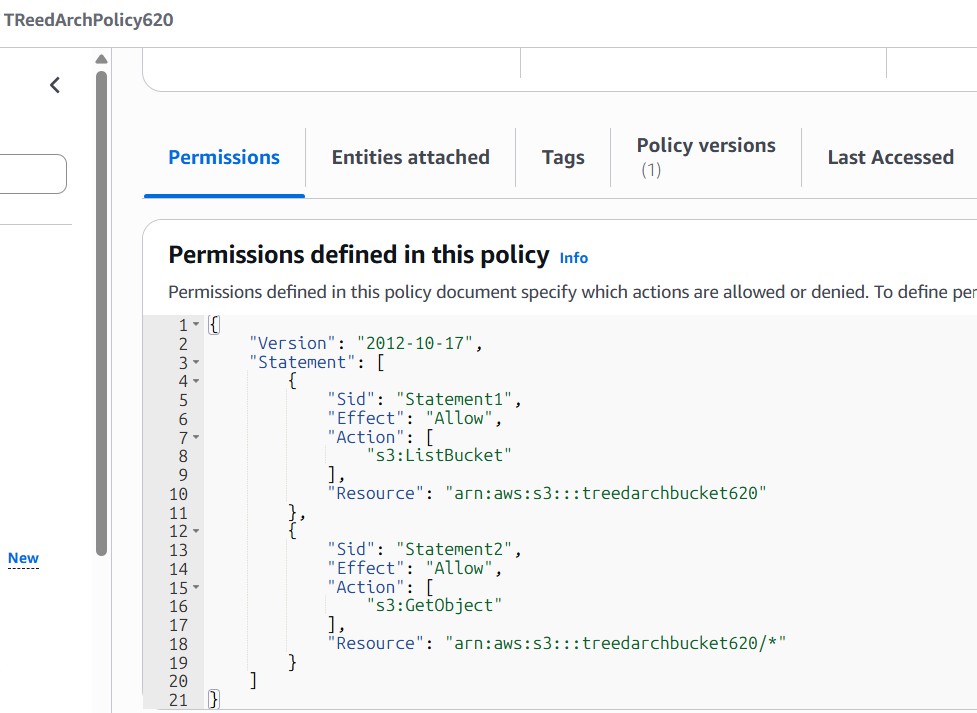 TReedArchPolicy620
Permissions
Entities attached
Tags
Policy versions
(1)
Last Accessed
Permissions defined in this policy Info
Permissions defined in this policy document specify which actions are allowed or denied. To define per
1 {
2     "Version": "2012-10-17",
3     "Statement": [
4         {
5             "Sid": "Statement1",
6             "Effect": "Allow",
7             "Action": [
8                 "s3:ListBucket"
9             ],
10             "Resource": "arn:aws:s3:::treedarchbucket620"
11         },
12         {
13             "Sid": "Statement2",
14             "Effect": "Allow",
15             "Action": [
16                 "s3:GetObject"
17             ],
18             "Resource": "arn:aws:s3:::treedarchbucket620/*"
19         }
20     ]
21 }
New